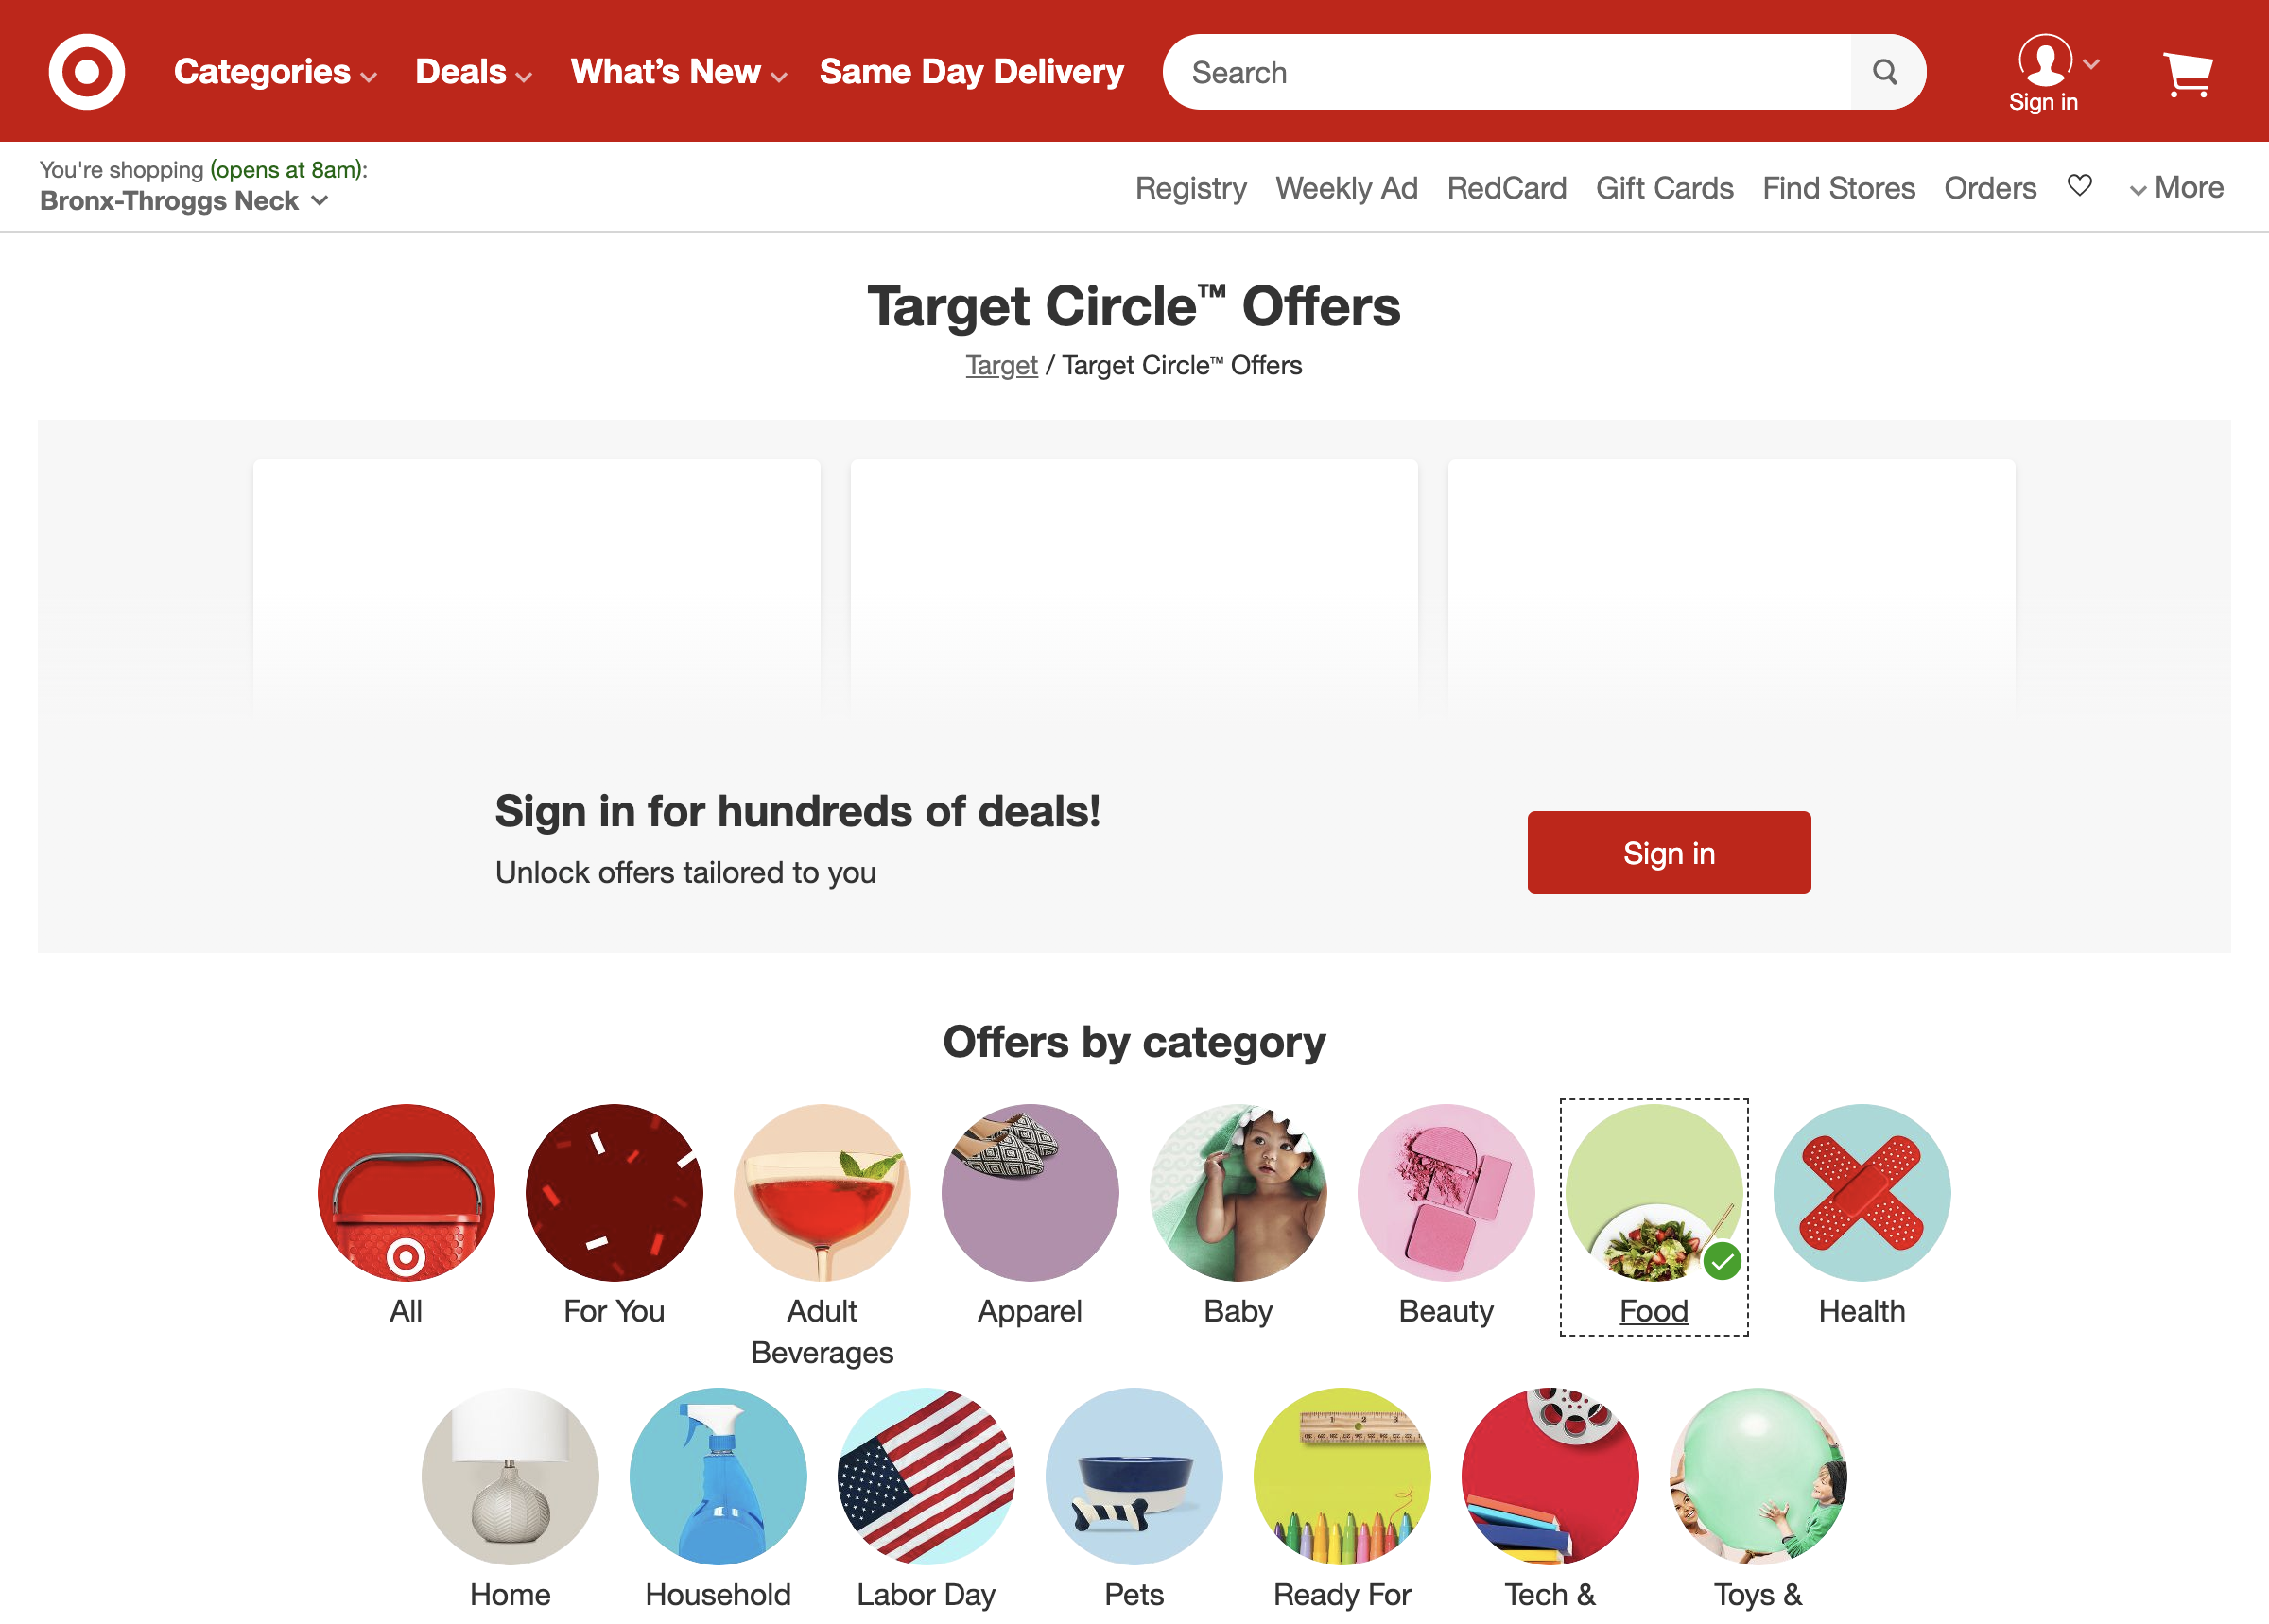 Categories Deals What's New Same Day Delivery Search
Sign in
You're shopping (opens at 8am):
Bronx-Throggs Neck
Registry Weekly Ad RedCard Gift Cards Find Stores Orders More
Target Circle™ Offers
Target / Target Circle™ Offers
Sign in for hundreds of deals!
Unlock offers tailored to you
Sign in
Offers by category
All For You Adult Beverages Apparel Baby Beauty Food Health
Home Household Labor Day Pets Ready For Tech & Toys &